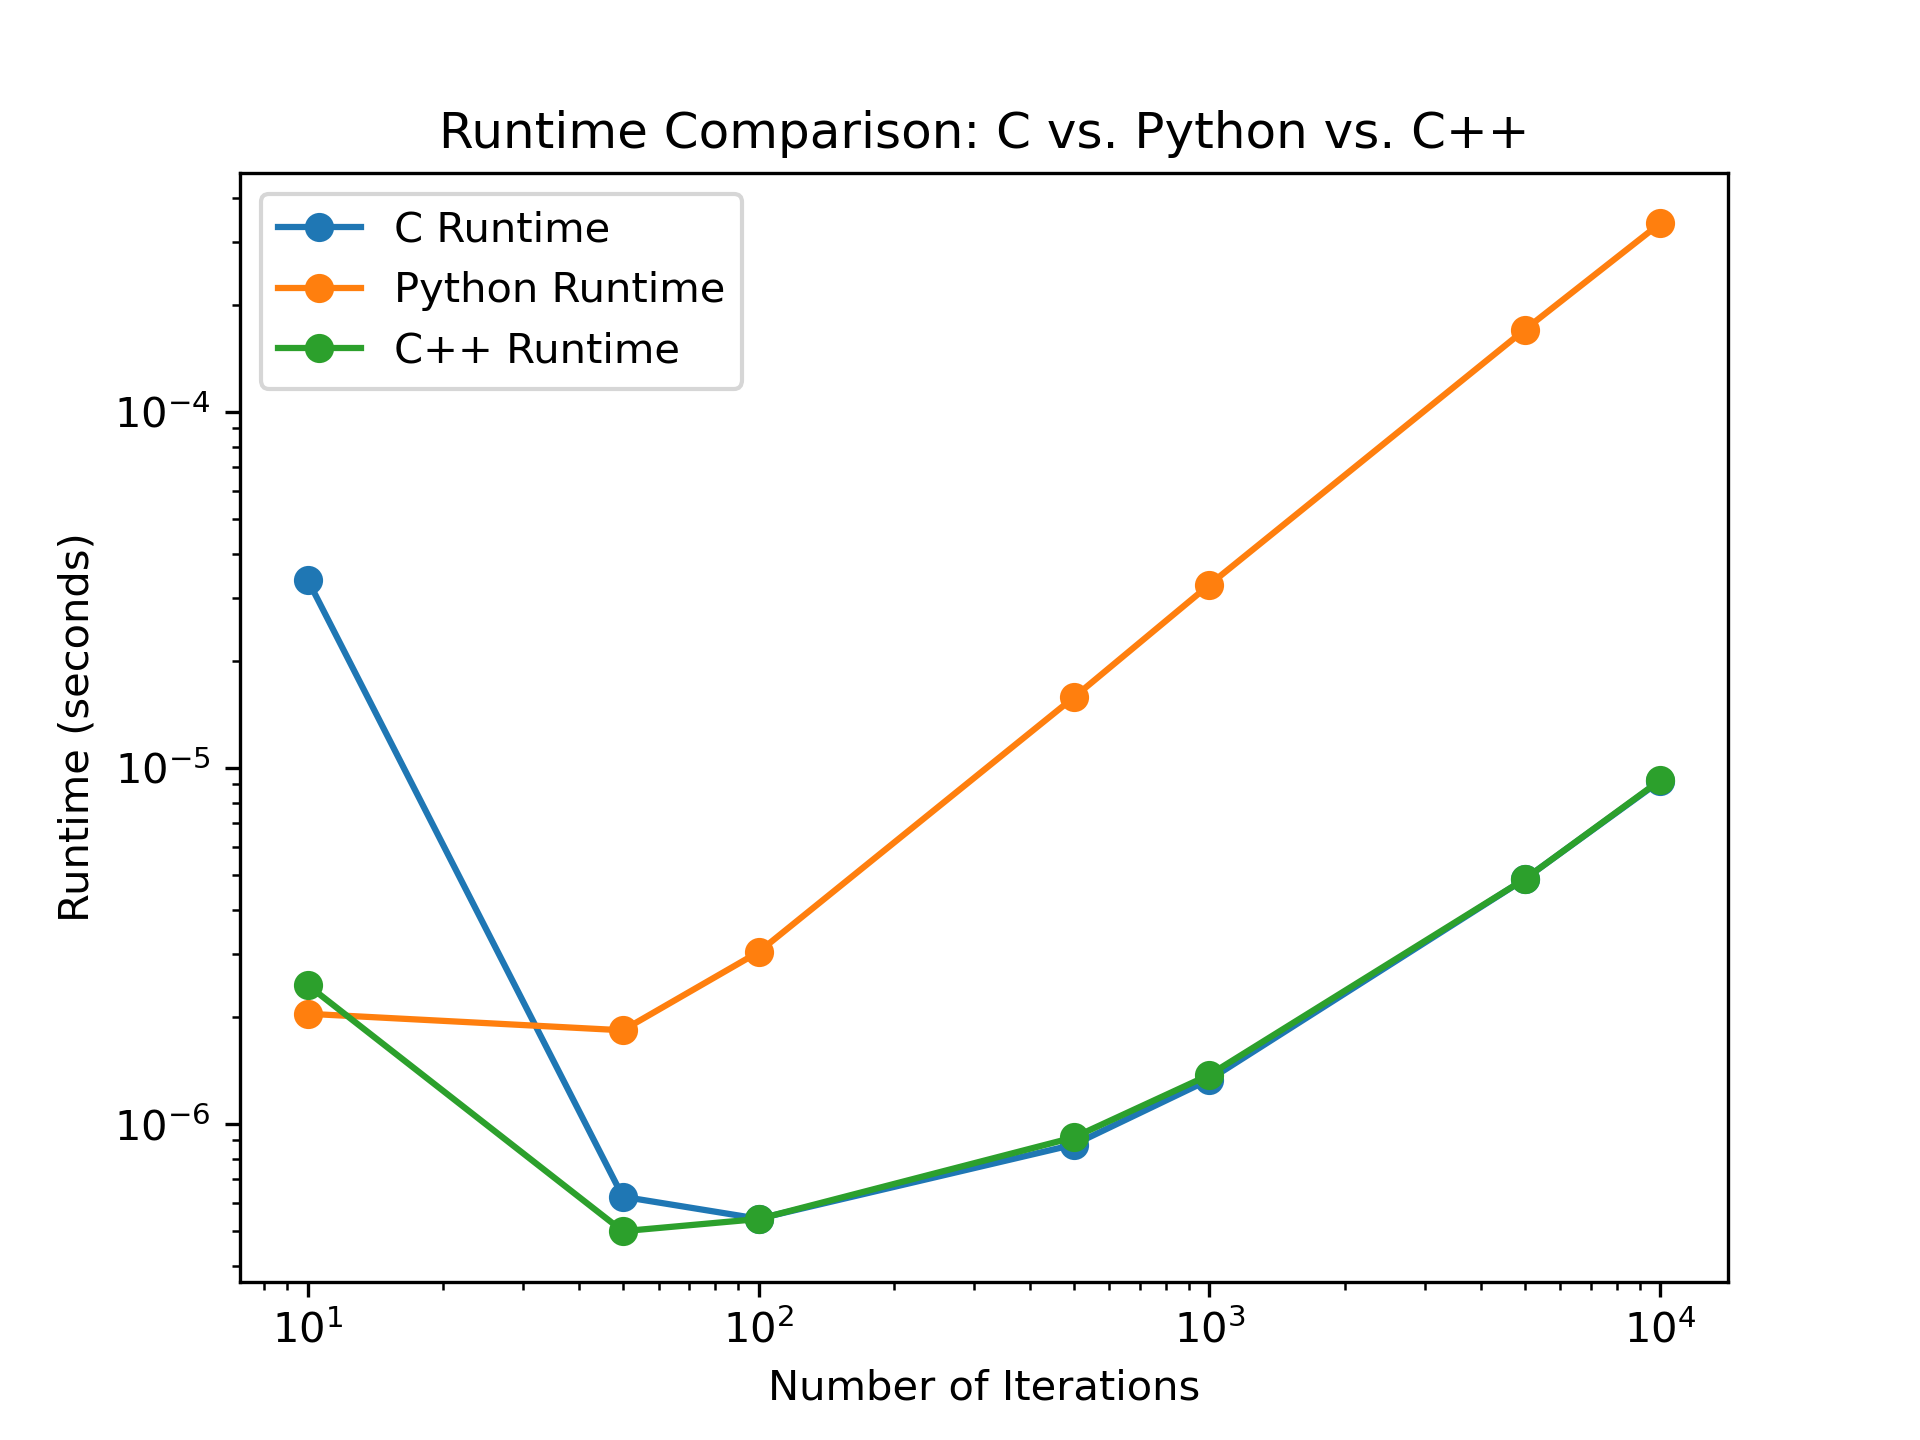 Runtime Comparison: C vs. Python vs. C++
C Runtime
Python Runtime
C++ Runtime
10⁻⁴
10⁻⁵
10⁻⁶
Runtime (seconds)
10¹ 10² 10³ 10⁴
Number of Iterations